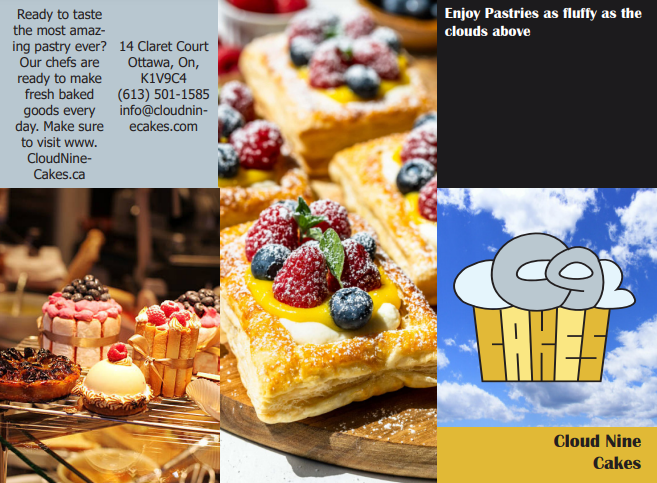 Ready to taste
the most amaz-
ing pastry ever?
Our chefs are
ready to make
fresh baked
goods every
day. Make sure
to visit www.
CloudNine-
Cakes.ca
14 Claret Court
Ottawa, On,
K1V9C4
(613) 501-1585
info@cloudnin-
ecakes.com
Enjoy Pastries as fluffy as the
clouds above
CAKES
Cloud Nine
Cakes